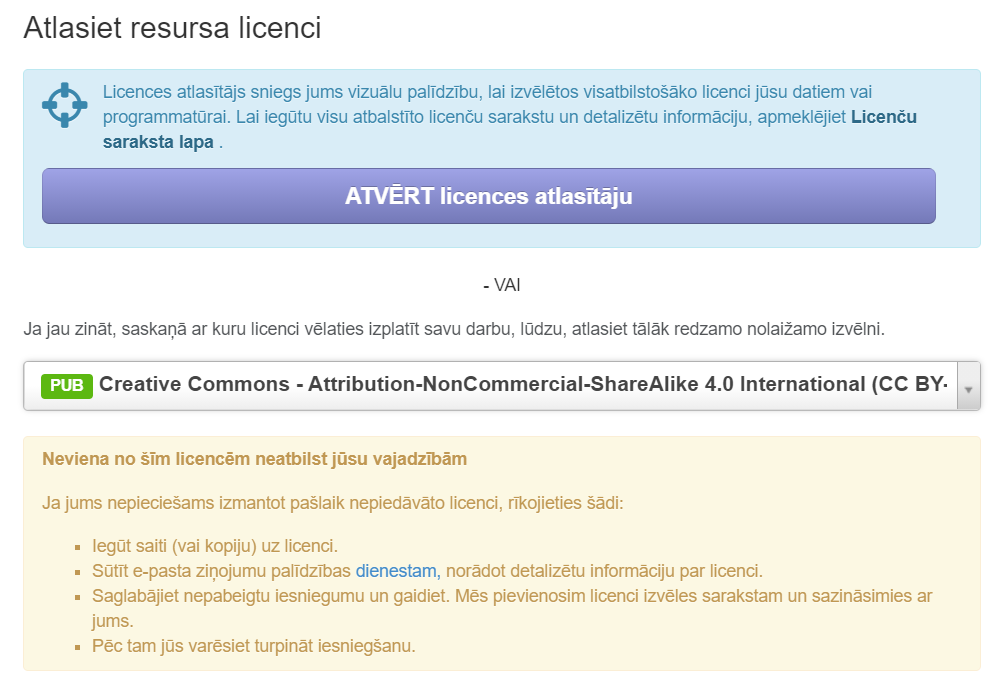 Atlasiet resursa licenci
Licences atlasītājs sniegs jums vizuālu palīdzību, lai izvēlētos visatbilstošāko licenci jūsu datiem vai
programmatūrai. Lai iegūtu visu atbalstīto licenču sarakstu un detalizētu informāciju, apmeklējiet Licenču
saraksta lapa .
ATVĒRT licences atlasītāju
- VAI
Ja jau zināt, saskaņā ar kuru licenci vēlaties izplatīt savu darbu, lūdzu, atlasiet tālāk redzamo nolaižamo izvēlni.
PUB Creative Commons - Attribution-NonCommercial-ShareAlike 4.0 International (CC BY-
Neviena no šīm licencēm neatbilst jūsu vajadzībām
Ja jums nepieciešams izmantot pašlaik nepiedāvāto licenci, rīkojieties šādi:
Iegūt saiti (vai kopiju) uz licenci.
Sūtīt e-pasta ziņojumu palīdzības dienestam, norādot detalizētu informāciju par licenci.
Saglabājiet nepabeigtu iesniegumu un gaidiet. Mēs pievienosim licenci izvēles sarakstam un sazināsimies ar
jums.
Pēc tam jūs varēsiet turpināt iesniegšanu.